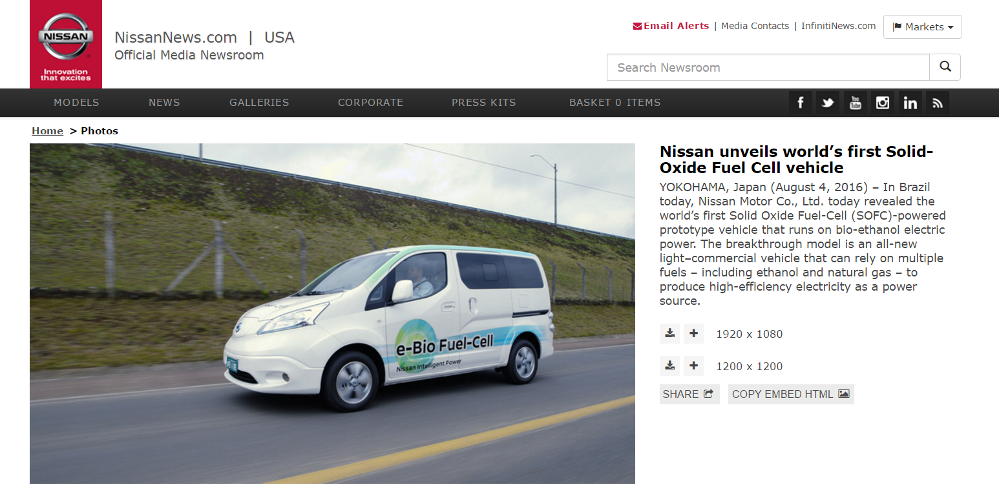 NISSAN
Innovation
that excites
NissanNews.com | USA
Official Media Newsroom
Email Alerts | Media Contacts | InfinitiNews.com
Markets
Search Newsroom
MODELS NEWS GALLERIES CORPORATE PRESS KITS BASKET 0 ITEMS
You
Tube
in
Home > Photos
e-Bio Fuel-Cell
Nissan Intelligent Power
Nissan unveils world’s first Solid-
Oxide Fuel Cell vehicle
YOKOHAMA, Japan (August 4, 2016) – In Brazil
today, Nissan Motor Co., Ltd. today revealed the
world’s first Solid Oxide Fuel-Cell (SOFC)-powered
prototype vehicle that runs on bio-ethanol electric
power. The breakthrough model is an all-new
light–commercial vehicle that can rely on multiple
fuels – including ethanol and natural gas – to
produce high-efficiency electricity as a power
source.
1920 x 1080
1200 x 1200
SHARE
COPY EMBED HTML